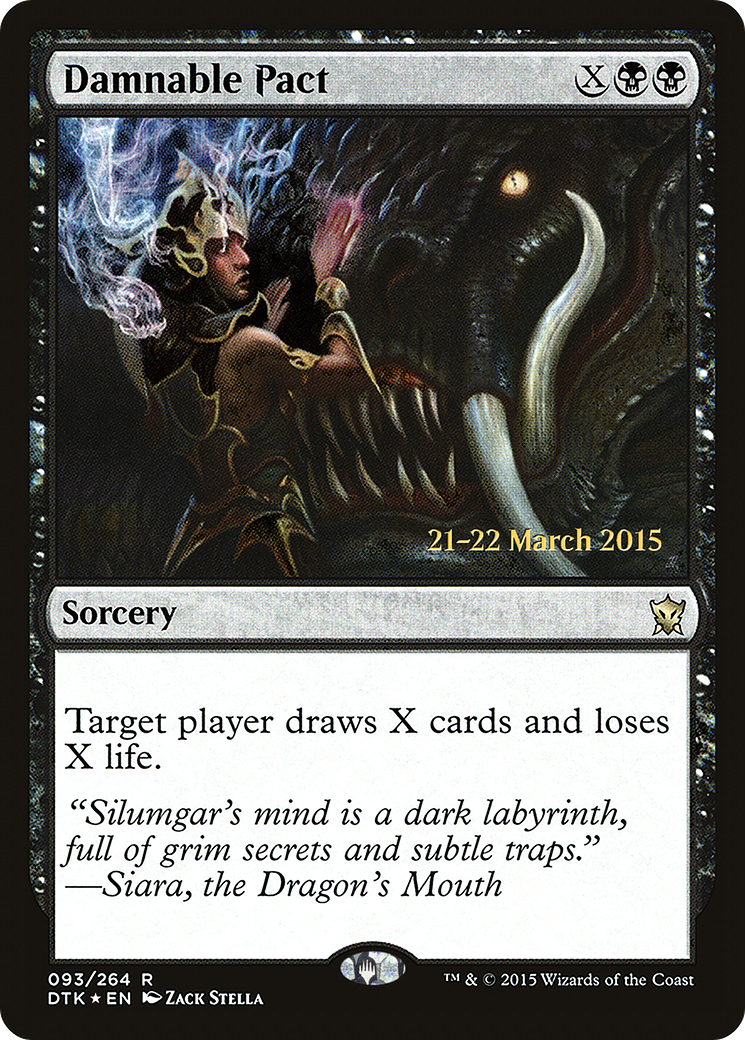 Damnable Pact X
21–22 March 2015
Sorcery
Target player draws X cards and loses
X life.
“Silumgar’s mind is a dark labyrinth,
full of grim secrets and subtle traps.”
—Siara, the Dragon’s Mouth
093/264 R
DTK ★ EN Zack Stella
™ & © 2015 Wizards of the Coast